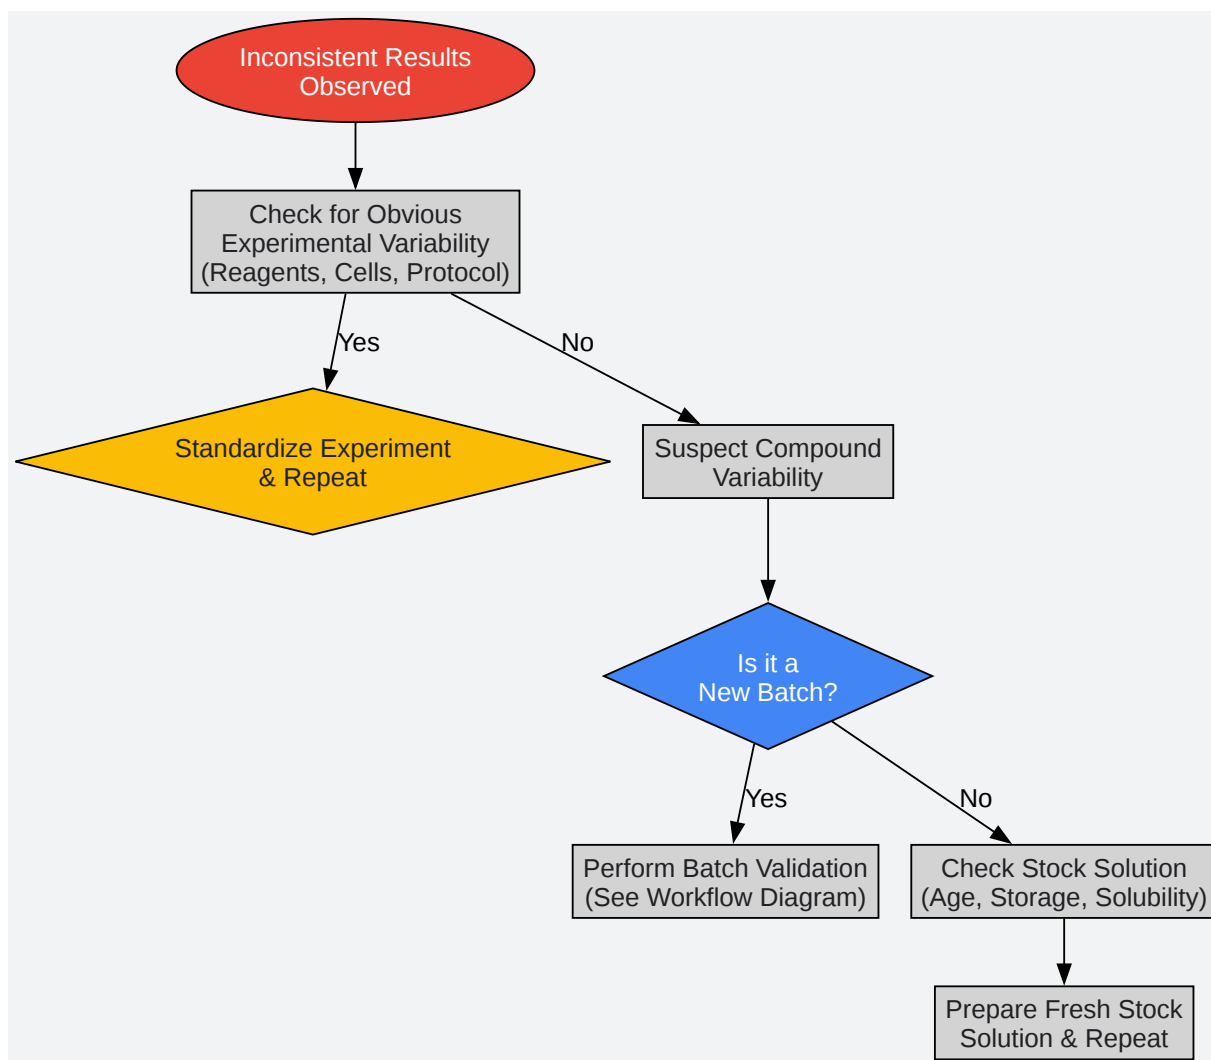 Inconsistent Results
Observed
Check for Obvious
Experimental Variability
(Reagents, Cells, Protocol)
Yes
No
Standardize Experiment
& Repeat
Suspect Compound
Variability
Is it a
New Batch?
Yes
No
Perform Batch Validation
(See Workflow Diagram)
Check Stock Solution
(Age, Storage, Solubility)
Prepare Fresh Stock
Solution & Repeat